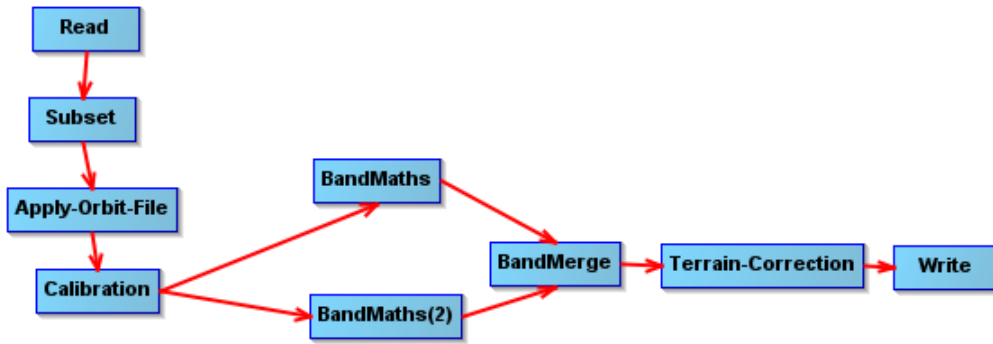 Read
Subset
Apply-Orbit-File
Calibration
BandMaths
BandMaths(2)
BandMerge
Terrain-Correction
Write